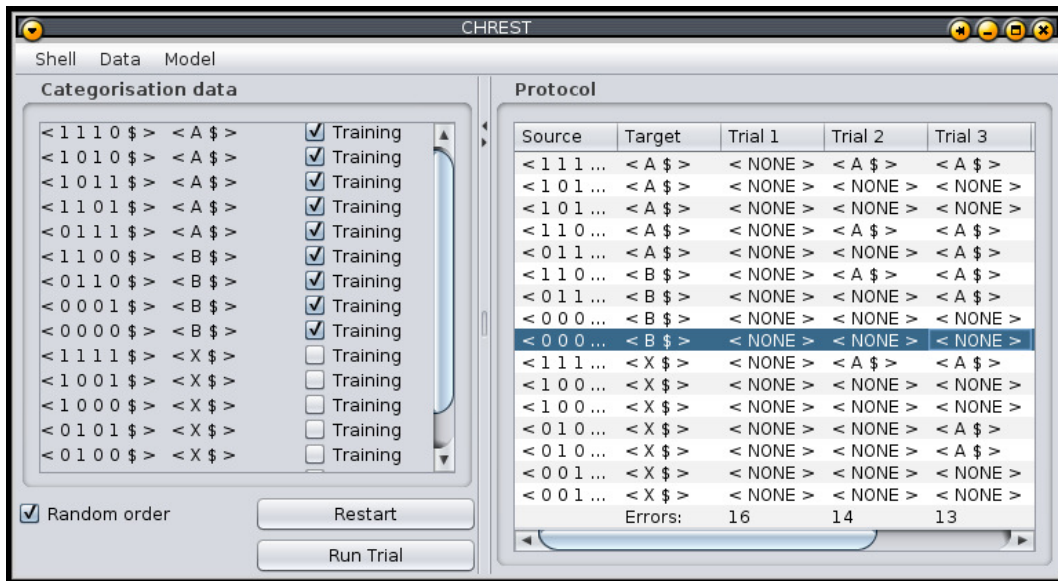 CHREST
Shell Data Model
Categorisation data
< 1 1 1 0 $ > < A $ > Training
< 1 0 1 0 $ > < A $ > Training
< 1 0 1 1 $ > < A $ > Training
< 1 1 0 1 $ > < A $ > Training
< 0 1 1 1 $ > < A $ > Training
< 1 1 0 0 $ > < B $ > Training
< 0 1 1 0 $ > < B $ > Training
< 0 0 0 1 $ > < B $ > Training
< 0 0 0 0 $ > < B $ > Training
< 1 1 1 1 $ > < X $ > Training
< 1 0 0 1 $ > < X $ > Training
< 1 0 0 0 $ > < X $ > Training
< 0 1 0 1 $ > < X $ > Training
< 0 1 0 0 $ > < X $ > Training
Random order
Restart
Run Trial
Protocol
Source Target Trial 1 Trial 2 Trial 3
< 1 1 1 ... < A $ > < NONE > < A $ > < A $ >
< 1 0 1 ... < A $ > < NONE > < NONE > < NONE >
< 1 0 1 ... < A $ > < NONE > < NONE > < NONE >
< 1 1 0 ... < A $ > < NONE > < A $ > < A $ >
< 0 1 1 ... < A $ > < NONE > < NONE > < A $ >
< 1 1 0 ... < B $ > < NONE > < A $ > < A $ >
< 0 1 1 ... < B $ > < NONE > < NONE > < A $ >
< 0 0 0 ... < B $ > < NONE > < NONE > < NONE >
< 0 0 0 ... < B $ > < NONE > < NONE > < NONE >
< 1 1 1 ... < X $ > < NONE > < A $ > < A $ >
< 1 0 0 ... < X $ > < NONE > < NONE > < NONE >
< 1 0 0 ... < X $ > < NONE > < NONE > < NONE >
< 0 1 0 ... < X $ > < NONE > < NONE > < A $ >
< 0 1 0 ... < X $ > < NONE > < NONE > < A $ >
< 0 0 1 ... < X $ > < NONE > < NONE > < NONE >
< 0 0 1 ... < X $ > < NONE > < NONE > < NONE >
Errors: 16 14 13